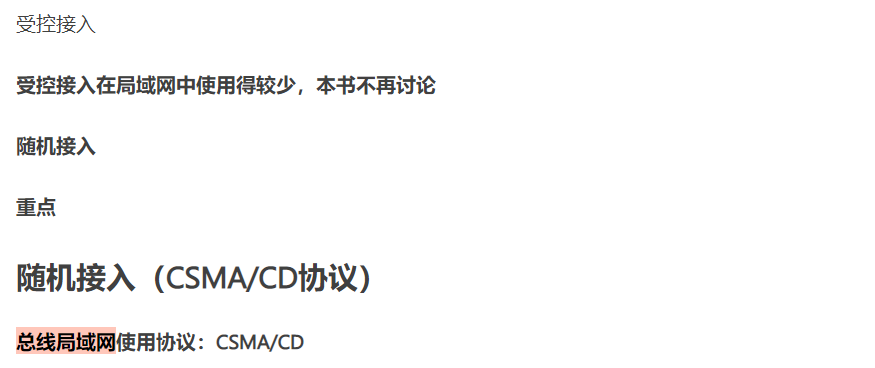 受控接入
受控接入在局域网中使用得较少，本书不再讨论
随机接入
重点
随机接入（CSMA/CD协议）
总线局域网使用协议：CSMA/CD